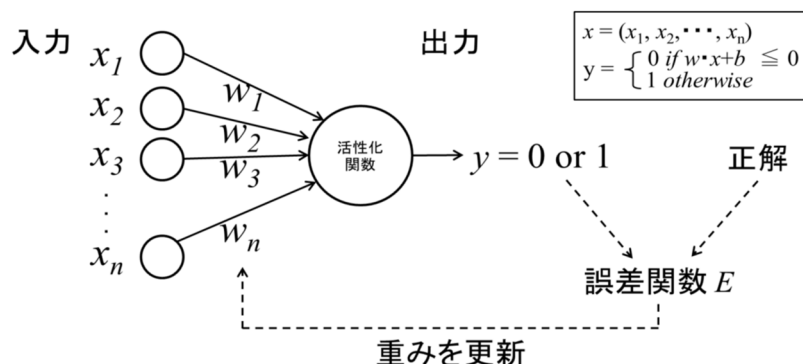 入力
出力
x = (x₁, x₂,･･･, xₙ)
y = { 0 if w･x+b ≦ 0
1 otherwise
x₁
x₂
x₃
⋮
xₙ
w₁
w₂
w₃
wₙ
活性化
関数
y = 0 or 1
正解
誤差関数 E
重みを更新